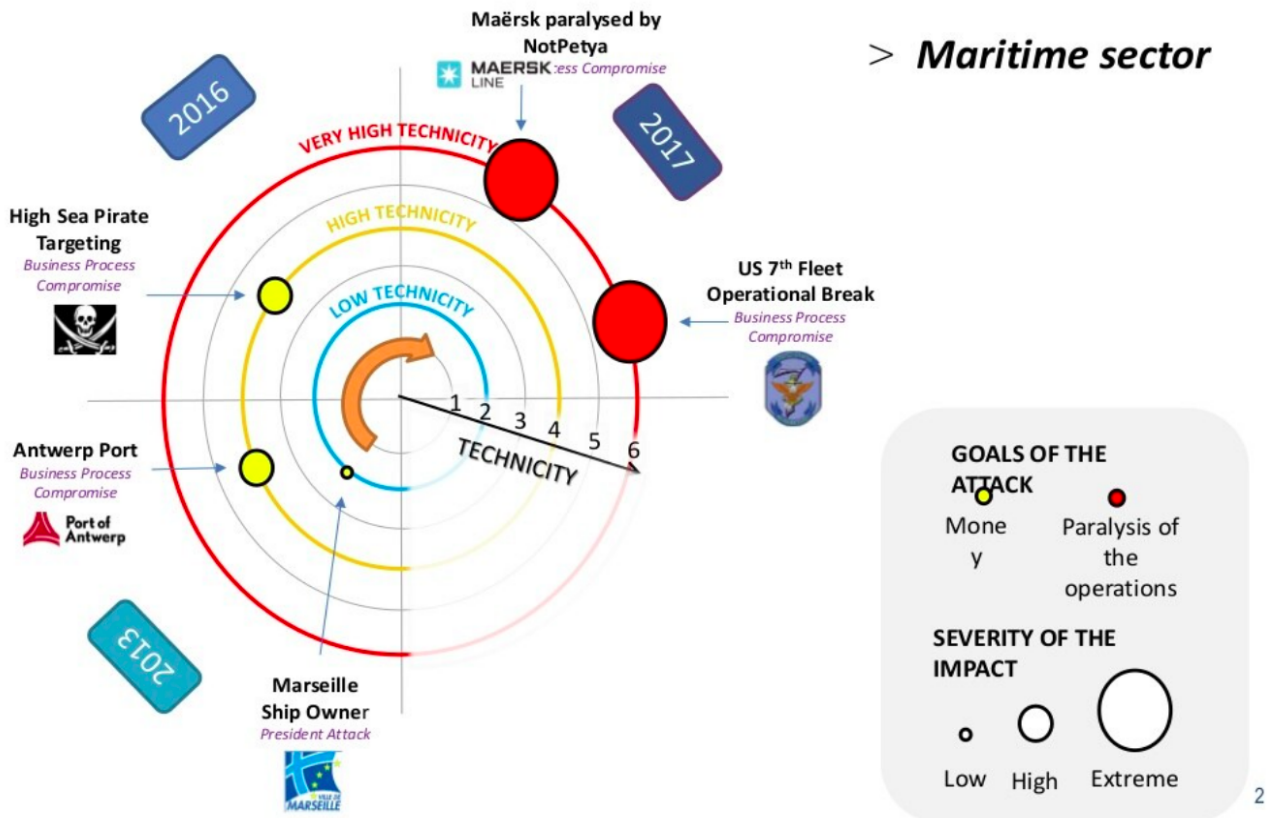 > Maritime sector
Maërsk paralysed by
NotPetya
MAERSK
LINE
:ess Compromise
2016
2017
VERY HIGH TECHNICITY
HIGH TECHNICITY
LOW TECHNICITY
High Sea Pirate
Targeting
Business Process
Compromise
US 7th Fleet
Operational Break
Business Process
Compromise
1
2
3
4
5
6
TECHNICITY
Antwerp Port
Business Process
Compromise
Port of
Antwerp
2013
Marseille
Ship Owner
President Attack
VILLE DE
MARSEILLE
GOALS OF THE
ATTACK
Mone
y
Paralysis of
the
operations
SEVERITY OF THE
IMPACT
Low
High
Extreme
2